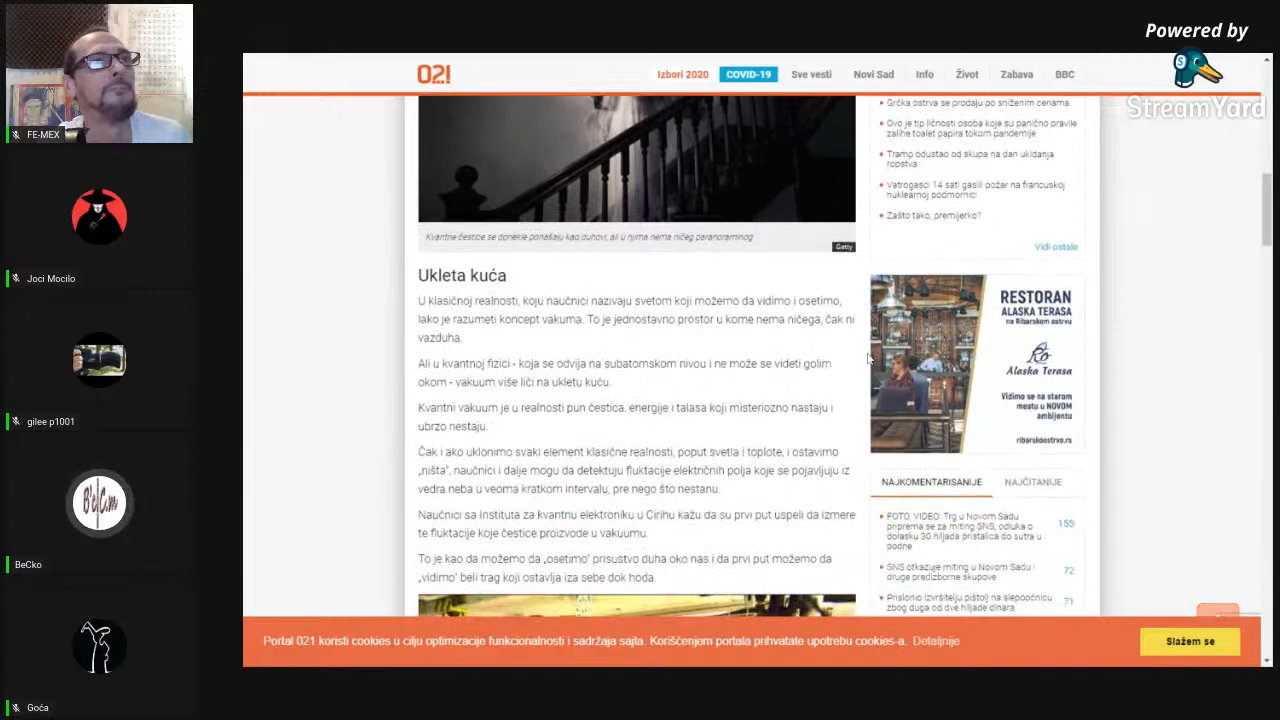 Powered by
StreamYard
FE-MEX
Joci Mocilo
gilee p1001
BeCko
Goća
021
Izbori 2020
COVID-19
Sve vesti
Novi Sad
Info
Život
Zabava
BBC
Kvantne čestice se donekle ponašaju kao duhovi, ali u njima nema ničeg paranormalnog
Getty
Ukleta kuća
U klasičnoj realnosti, koju naučnici nazivaju svetom koji možemo da vidimo i osetimo,
lako je razumeti koncept vakuma. To je jednostavno prostor u kome nema ničega, čak ni
vazduha.
Ali u kvantnoj fizici - koja se odvija na subatomskom nivou i ne može se videti golim
okom - vakuum više liči na ukletu kuću.
Kvantni vakuum je u realnosti pun čestica, energije i talasa koji misteriozno nastaju i
ubrzo nestaju.
Čak i ako uklonimo svaki element klasične realnosti, poput svetla i toplote, i ostavimo
„ništa“, naučnici i dalje mogu da detektuju fluktacije električnih polja koje se pojavljuju iz
vedra neba u veoma kratkom intervalu, pre nego što nestanu.
Naučnici sa Instituta za kvantnu elektroniku u Cirihu kažu da su prvi put uspeli da izmere
te fluktacije koje čestice proizvode u vakuumu.
To je kao da možemo da „osetimo“ prisustvo duha oko nas i da prvi put možemo da
„vidimo“ beli trag koji ostavlja iza sebe dok hoda.
Grčka ostrva se prodaju po sniženim cenama
Ovo je tip ličnosti osoba koje su panično pravile
zalihe toalet papira tokom pandemije
Tramp odustao od skupa na dan ukidanja
ropstva
Vatrogasci 14 sati gasili požar na francuskoj
nuklearnoj podmornici
Zašto tako, premijerko?
Vidi ostale
RESTORAN
ALASKA TERASA
na Ribarskom ostrvu
Alaska Terasa
Vidimo se na starom
mestu u NOVOM
ambijentu
ribarskoostrvo.rs
NAJKOMENTARISANIJE
NAJČITANIJE
FOTO, VIDEO: Trg u Novom Sadu
priprema se za miting SNS, odluka o
dolasku 30 hiljada pristalica do sutra u
podne
155
SNS otkazuje miting u Novom Sadu i
druge predizborne skupove
72
Prislonio izvršitelju pištolj na slepoočnicu
zbog duga od dve hiljade dinara
71
Portal 021 koristi cookies u cilju optimizacije funkcionalnosti i sadržaja sajta. Korišćenjem portala prihvatate upotrebu cookies-a. Detaljnije
Slažem se